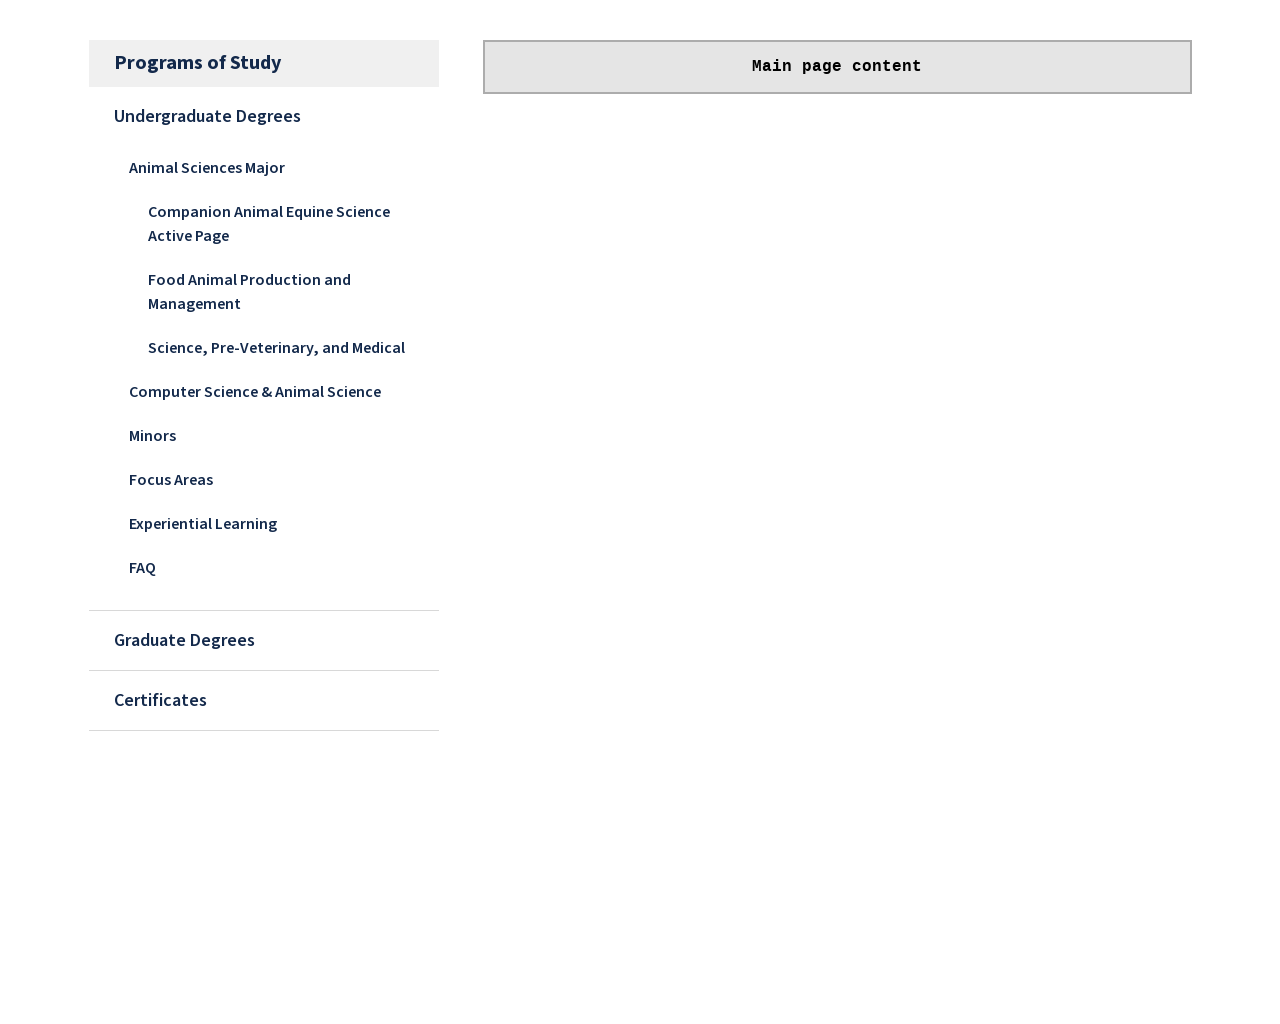 Programs of Study
Main page content
Undergraduate Degrees
Animal Sciences Major
Companion Animal Equine Science
Active Page
Food Animal Production and
Management
Science, Pre-Veterinary, and Medical
Computer Science & Animal Science
Minors
Focus Areas
Experiential Learning
FAQ
Graduate Degrees
Certificates